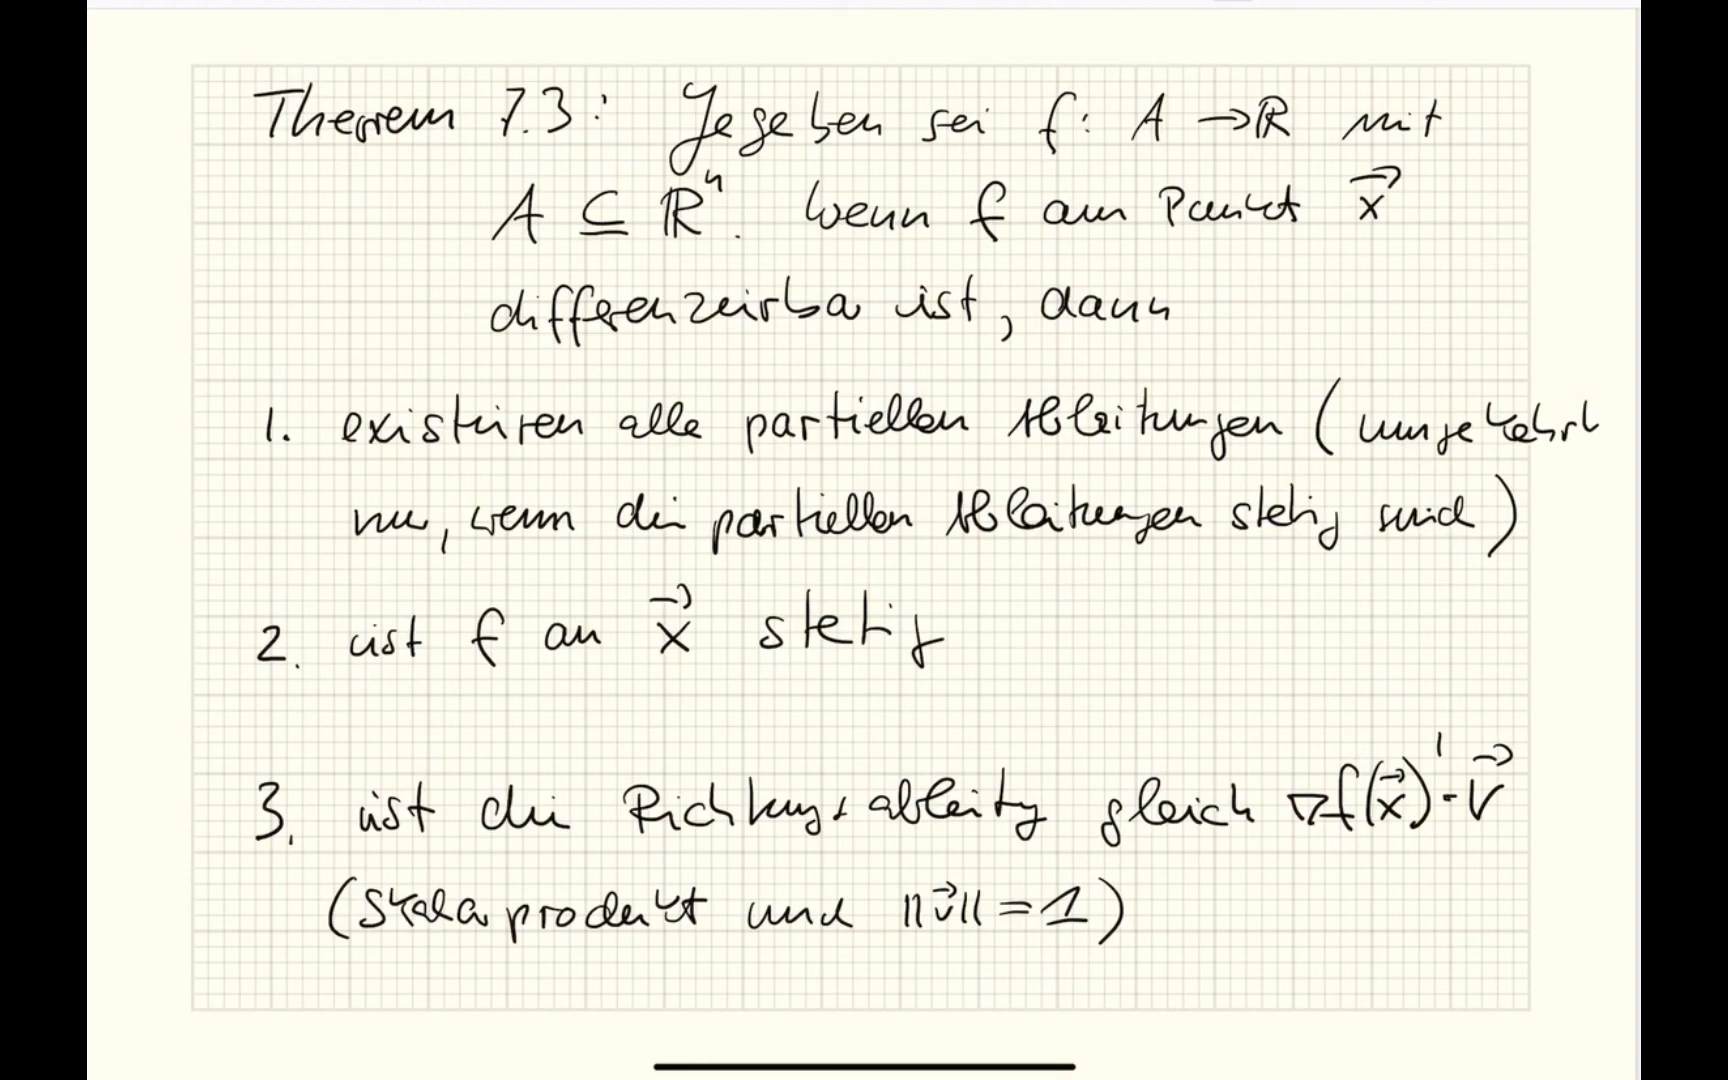 Theorem 7.3: Gegeben sei f: A → ℝ mit
A ⊆ ℝⁿ. Wenn f am Punkt x⃗
differenzeirba ist, dann
1. existieren alle partiellen Ableitungen (umgekehrt
nur, wenn die partiellen Ableitungen stetig sind)
2. ist f an x⃗ stetig
3. ist die Richtungsableitung gleich ∇f(x⃗)' · v⃗
(Skalaprodukt und ||v⃗|| = 1)